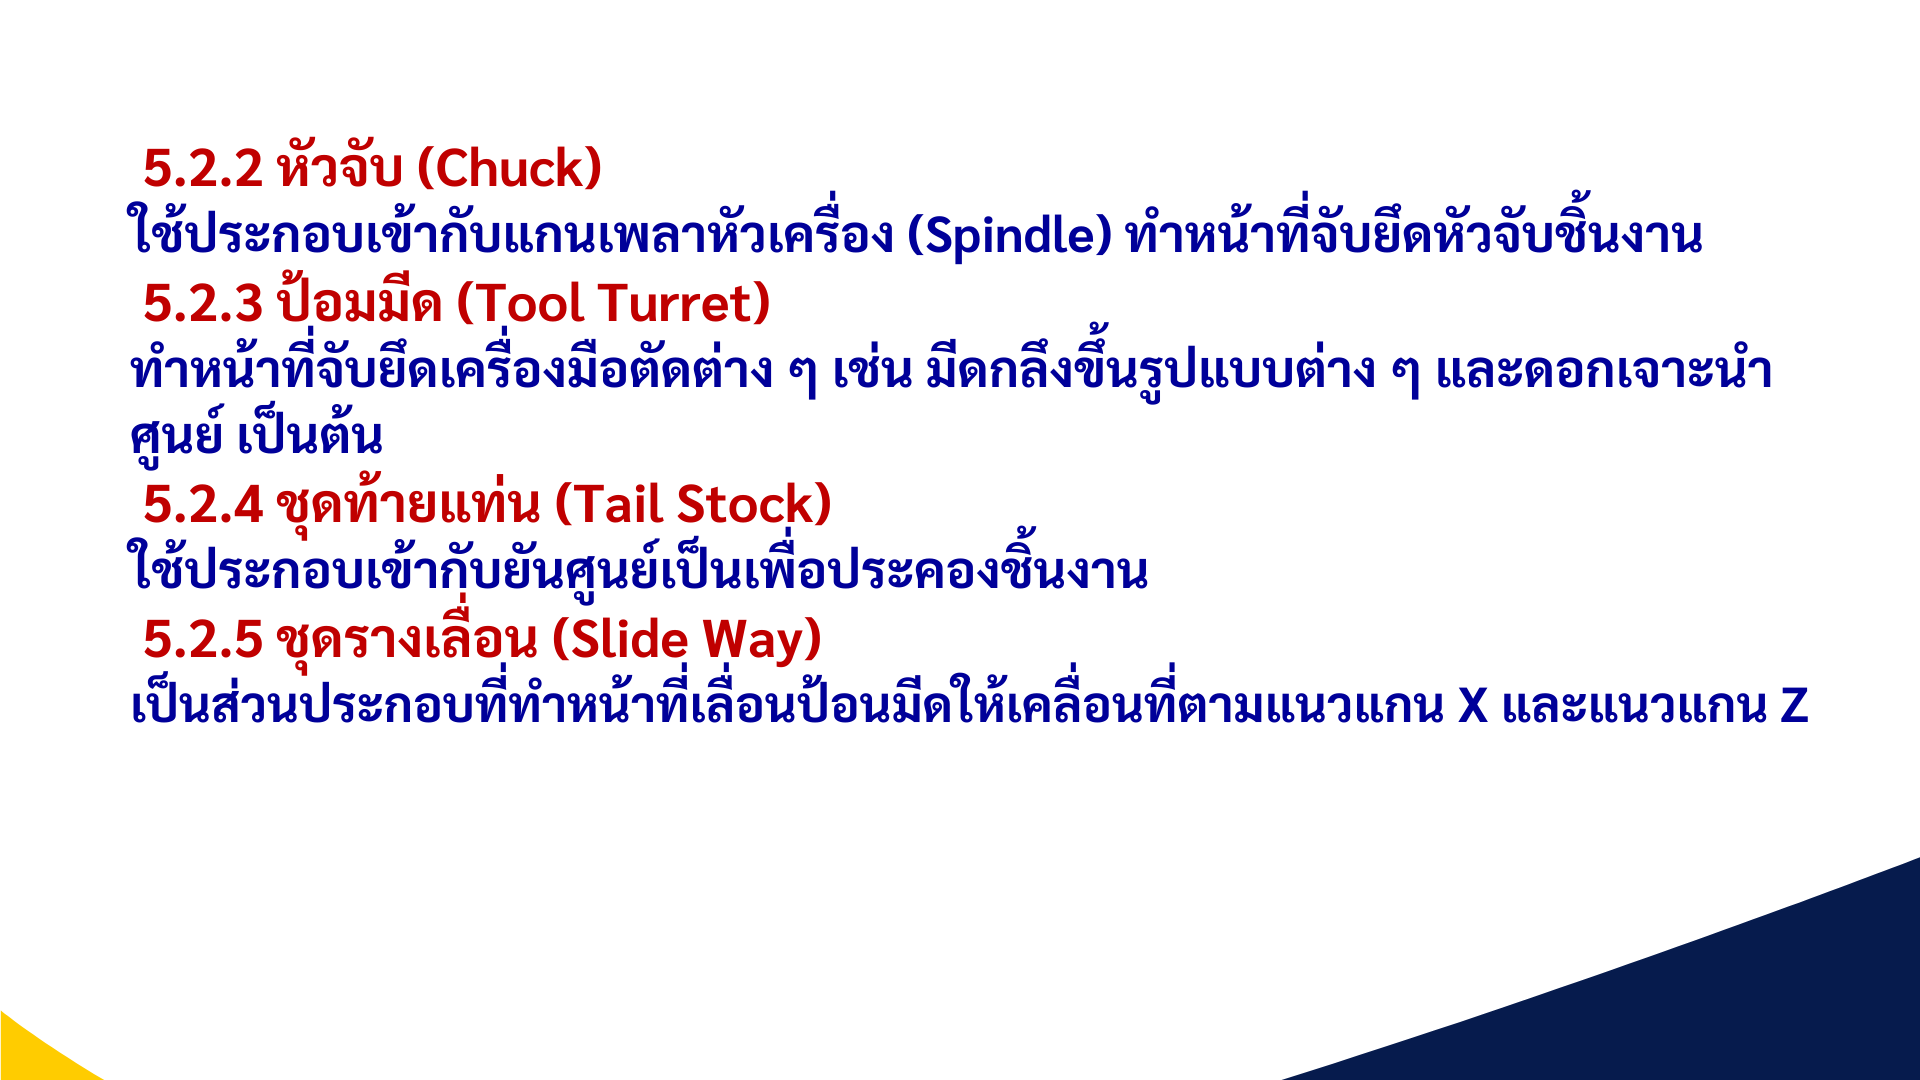 5.2.2 หัวจับ (Chuck)
ใช้ประกอบเข้ากับแกนเพลาหัวเครื่อง (Spindle) ทำหน้าที่จับยึดหัวจับชิ้นงาน
5.2.3 ป้อมมีด (Tool Turret)
ทำหน้าที่จับยึดเครื่องมือตัดต่าง ๆ เช่น มีดกลึงขึ้นรูปแบบต่าง ๆ และดอกเจาะนำ
ศูนย์ เป็นต้น
5.2.4 ชุดท้ายแท่น (Tail Stock)
ใช้ประกอบเข้ากับยันศูนย์เป็นเพื่อประคองชิ้นงาน
5.2.5 ชุดรางเลื่อน (Slide Way)
เป็นส่วนประกอบที่ทำหน้าที่เลื่อนป้อนมีดให้เคลื่อนที่ตามแนวแกน X และแนวแกน Z